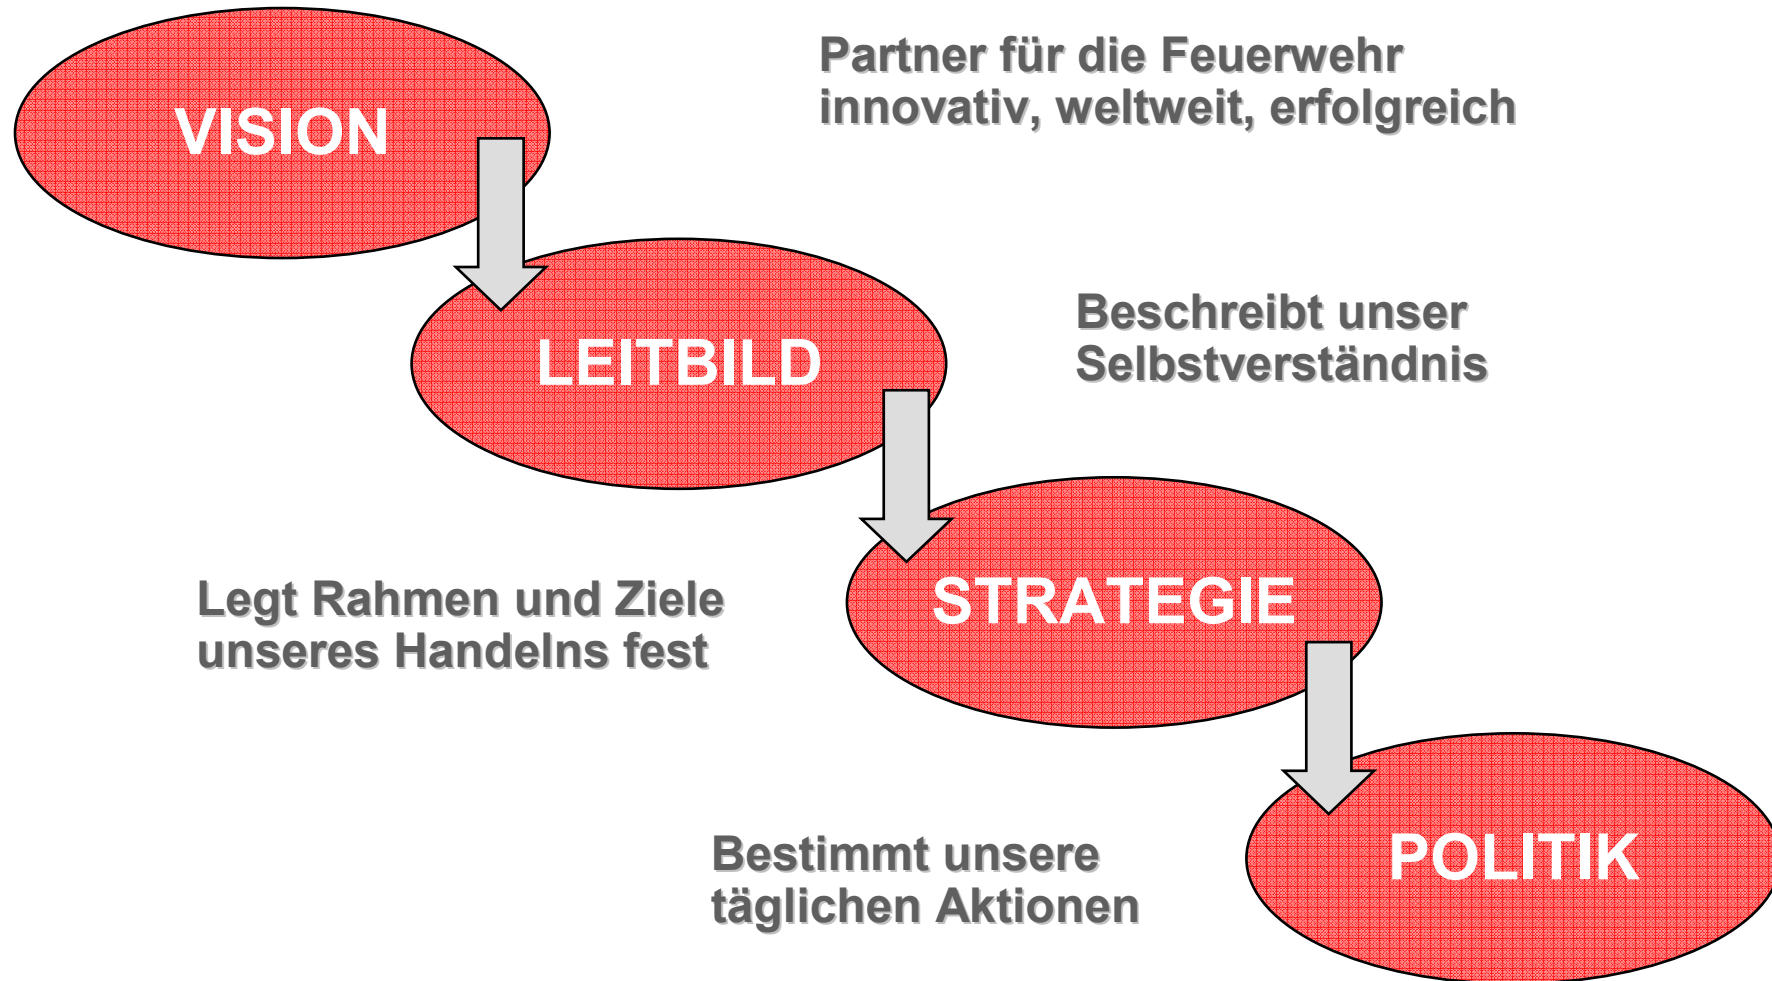 VISION
Partner für die Feuerwehr
innovativ, weltweit, erfolgreich
LEITBILD
Beschreibt unser
Selbstverständnis
Legt Rahmen und Ziele
unseres Handelns fest
STRATEGIE
Bestimmt unsere
täglichen Aktionen
POLITIK